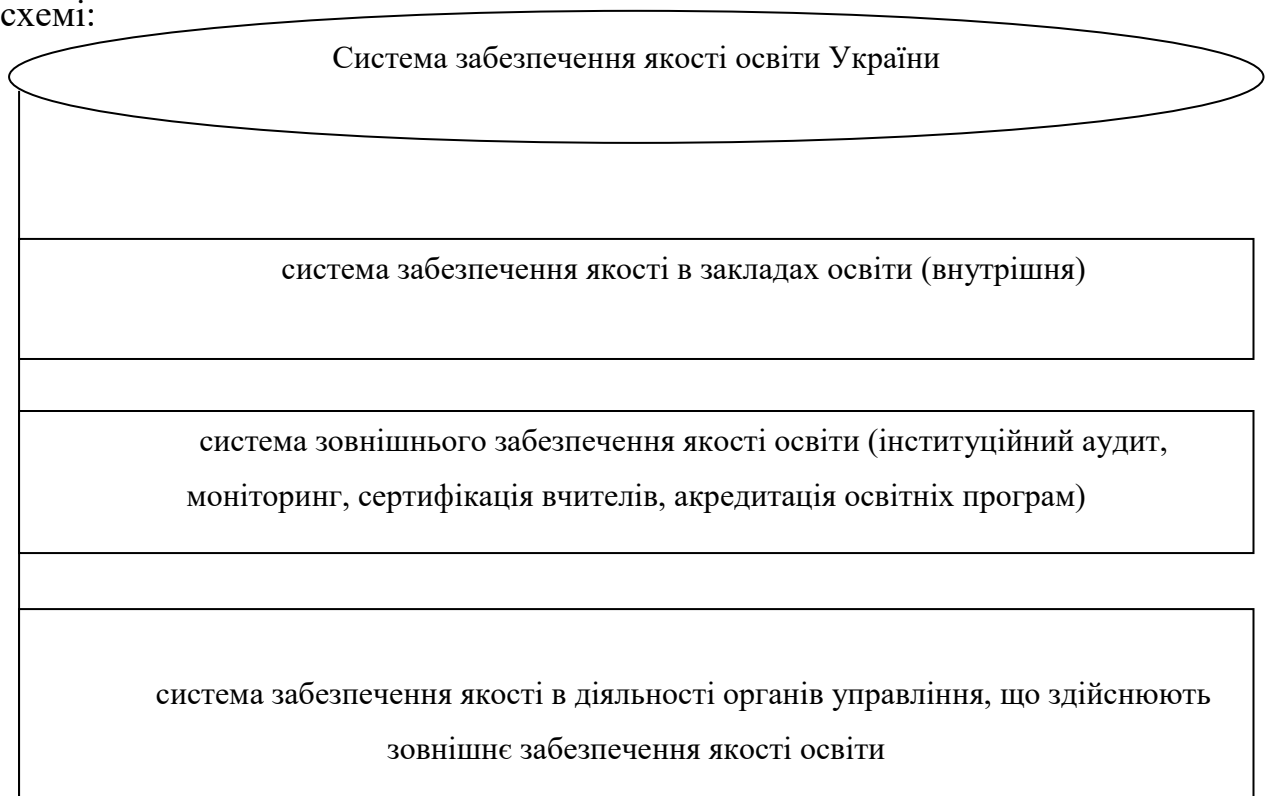 схемі:
Система забезпечення якості освіти України
система забезпечення якості в закладах освіти (внутрішня)
система зовнішнього забезпечення якості освіти (інституційний аудит,
моніторинг, сертифікація вчителів, акредитація освітніх програм)
система забезпечення якості в діяльності органів управління, що здійснюють
зовнішнє забезпечення якості освіти